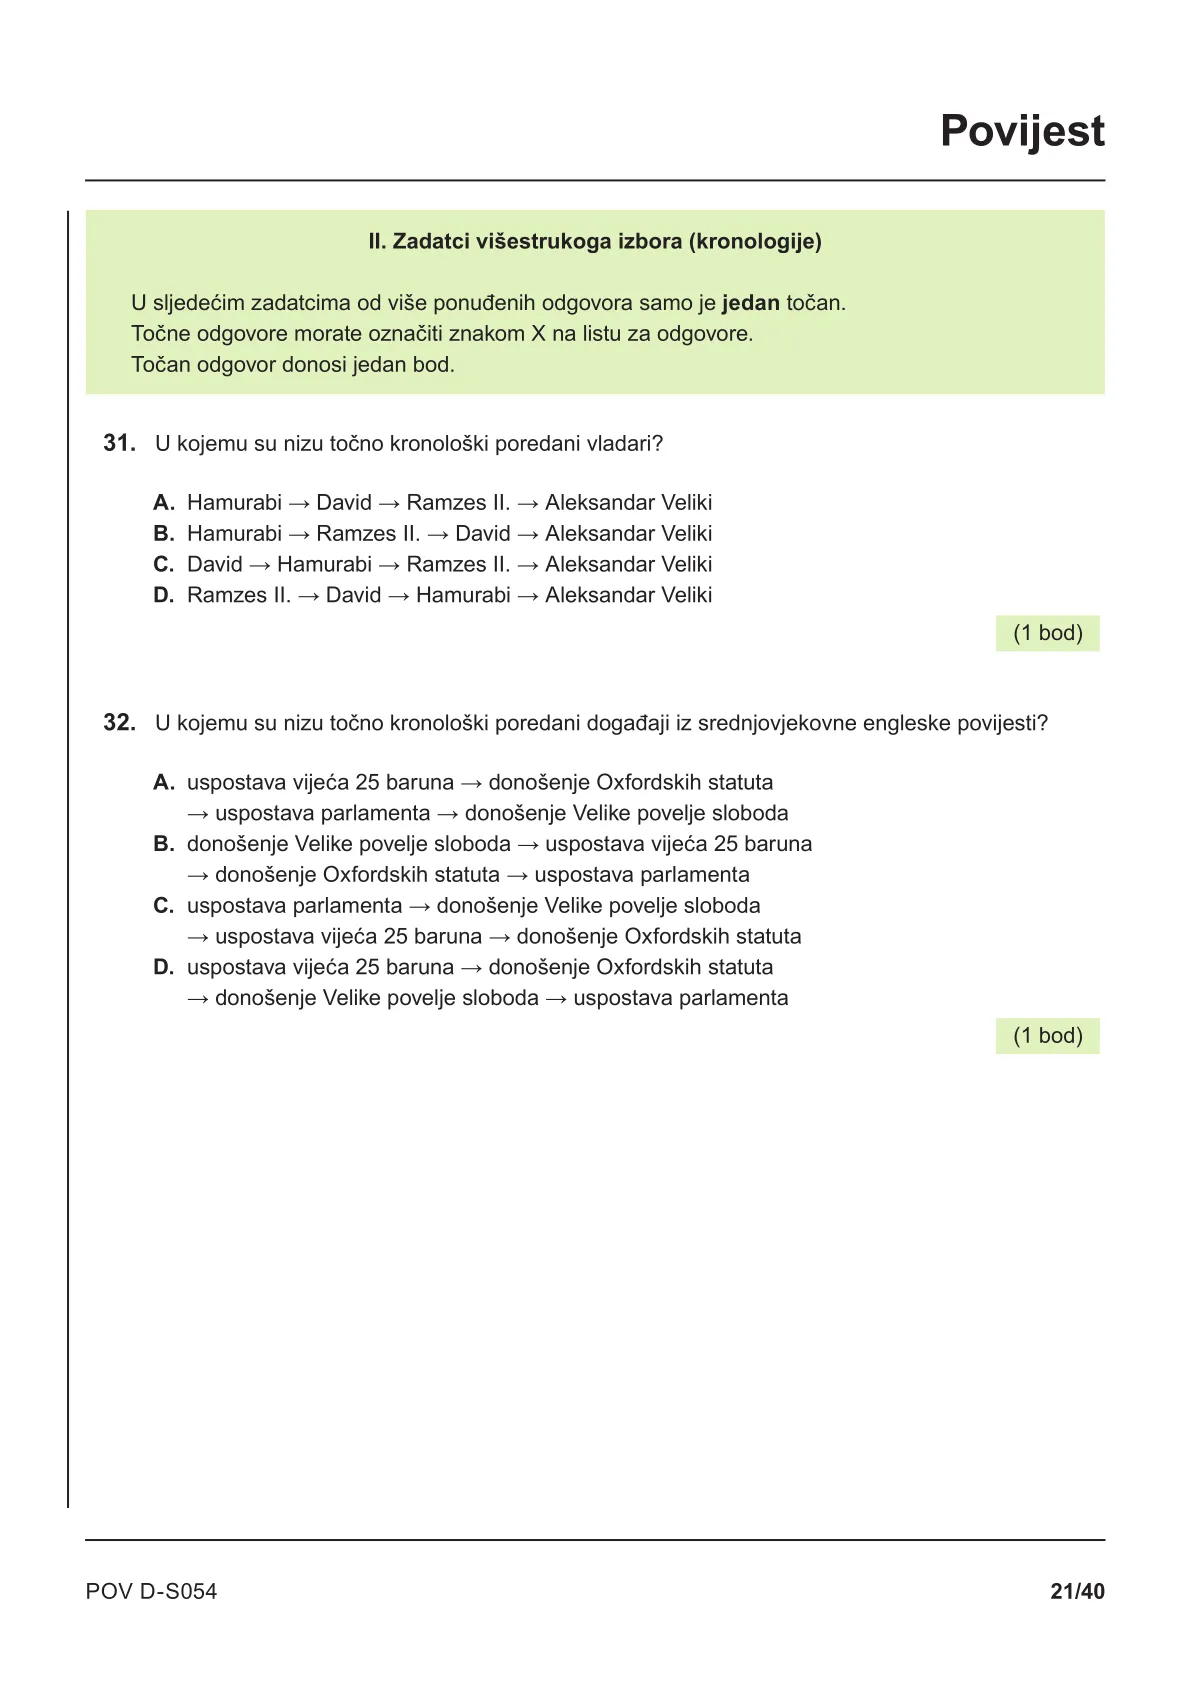 Povijest
II. Zadatci višestrukoga izbora (kronologije)
U sljedećim zadatcima od više ponuđenih odgovora samo je jedan točan.
Točne odgovore morate označiti znakom X na listu za odgovore.
Točan odgovor donosi jedan bod.
31. U kojemu su nizu točno kronološki poredani vladari?
A. Hamurabi → David → Ramzes II. → Aleksandar Veliki
B. Hamurabi → Ramzes II. → David → Aleksandar Veliki
C. David → Hamurabi → Ramzes II. → Aleksandar Veliki
D. Ramzes II. → David → Hamurabi → Aleksandar Veliki
(1 bod)
32. U kojemu su nizu točno kronološki poredani događaji iz srednjovjekovne engleske povijesti?
A. uspostava vijeća 25 baruna → donošenje Oxfordskih statuta
→ uspostava parlamenta → donošenje Velike povelje sloboda
B. donošenje Velike povelje sloboda → uspostava vijeća 25 baruna
→ donošenje Oxfordskih statuta → uspostava parlamenta
C. uspostava parlamenta → donošenje Velike povelje sloboda
→ uspostava vijeća 25 baruna → donošenje Oxfordskih statuta
D. uspostava vijeća 25 baruna → donošenje Oxfordskih statuta
→ donošenje Velike povelje sloboda → uspostava parlamenta
(1 bod)
POV D-S054
21/40